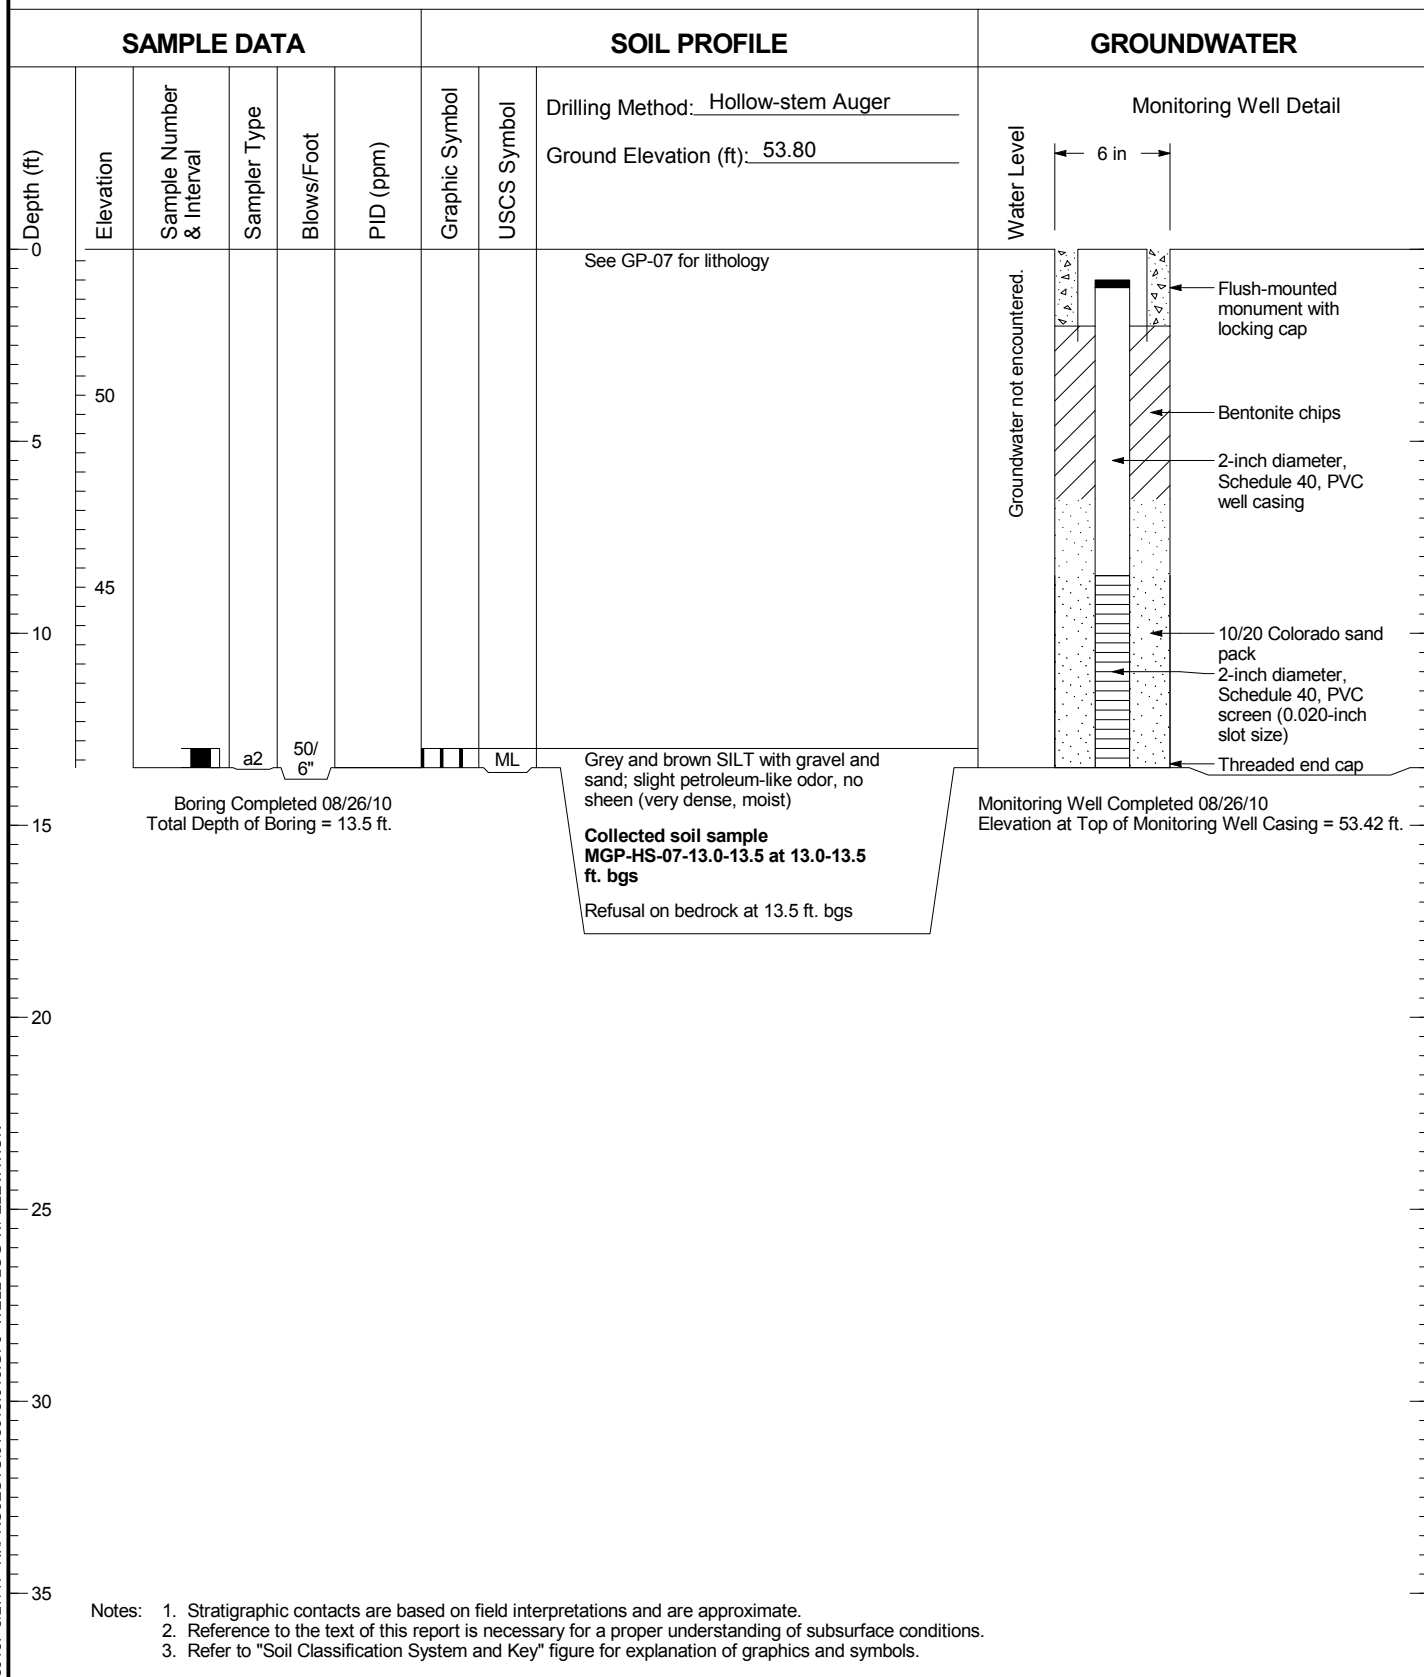 SAMPLE DATA
SOIL PROFILE
GROUNDWATER
Depth (ft)
Elevation
Sample Number
& Interval
Sampler Type
Blows/Foot
PID (ppm)
Graphic Symbol
USCS Symbol
Drilling Method: Hollow-stem Auger
Ground Elevation (ft): 53.80
Water Level
Monitoring Well Detail
6 in
0
See GP-07 for lithology
Groundwater not encountered.
Flush-mounted
monument with
locking cap
50
Bentonite chips
5
2-inch diameter,
Schedule 40, PVC
well casing
45
10
10/20 Colorado sand
pack
2-inch diameter,
Schedule 40, PVC
screen (0.020-inch
slot size)
Threaded end cap
a2
50/
6"
ML
Grey and brown SILT with gravel and
sand; slight petroleum-like odor, no
sheen (very dense, moist)
Collected soil sample
MGP-HS-07-13.0-13.5 at 13.0-13.5
ft. bgs
Refusal on bedrock at 13.5 ft. bgs
Boring Completed 08/26/10
Total Depth of Boring = 13.5 ft.
Monitoring Well Completed 08/26/10
Elevation at Top of Monitoring Well Casing = 53.42 ft.
15
20
25
30
35
Notes: 1. Stratigraphic contacts are based on field interpretations and are approximate.
2. Reference to the text of this report is necessary for a proper understanding of subsurface conditions.
3. Refer to "Soil Classification System and Key" figure for explanation of graphics and symbols.